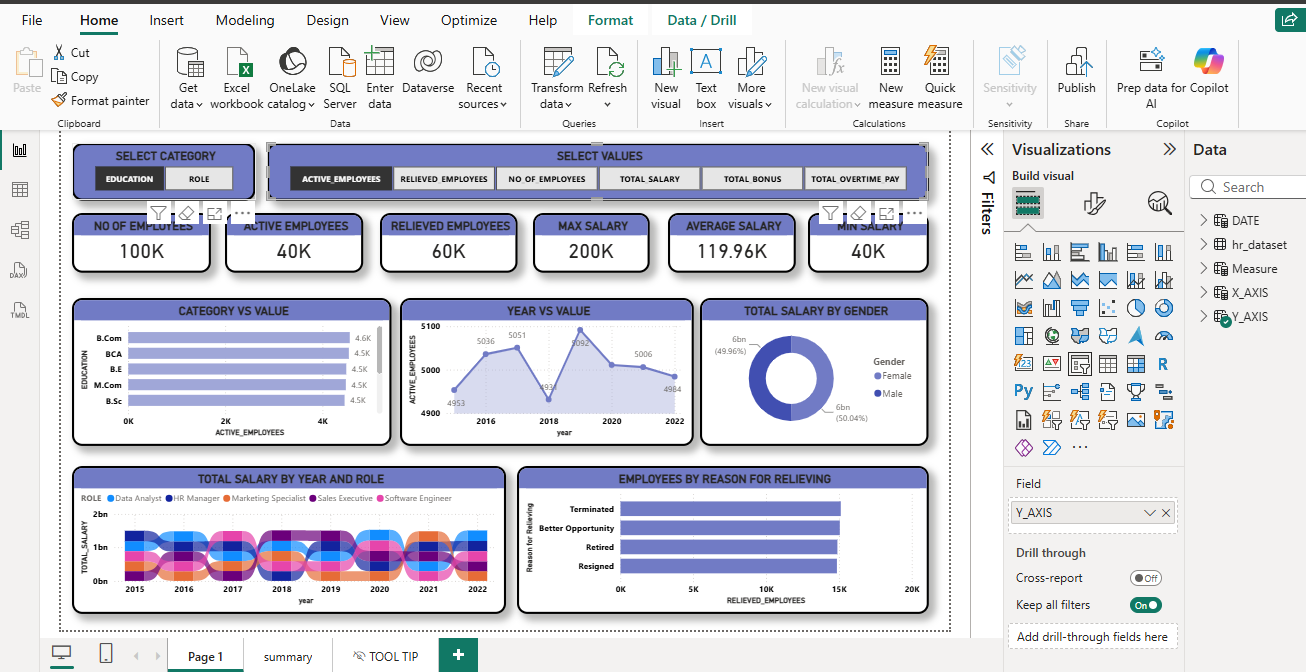 File Home Insert Modeling Design View Optimize Help Format Data / Drill
Paste
Cut
Copy
Format painter
Clipboard
Get data
Excel workbook
OneLake catalog
SQL Server
Enter data
Dataverse
Recent sources
Data
Transform data
Refresh
Queries
New visual
Text box
More visuals
Insert
New visual calculation
New measure
Quick measure
Calculations
Sensitivity
Sensitivity
Publish
Share
Prep data for AI
Copilot
Copilot
SELECT CATEGORY
EDUCATION ROLE
SELECT VALUES
ACTIVE_EMPLOYEES RELIEVED_EMPLOYEES NO_OF_EMPLOYEES TOTAL_SALARY TOTAL_BONUS TOTAL_OVERTIME_PAY
NO OF EMPLOYEES
100K
ACTIVE EMPLOYEES
40K
RELIEVED EMPLOYEES
60K
MAX SALARY
200K
AVERAGE SALARY
119.96K
MIN SALARY
40K
CATEGORY VS VALUE
EDUCATION
B.Com 4.6K
BCA 4.5K
B.E 4.5K
M.Com 4.5K
B.Sc 4.5K
0K 2K 4K
ACTIVE_EMPLOYEES
YEAR VS VALUE
ACTIVE_EMPLOYEES
5100
5000
4900
4953 5036 5051 4931 5092 5006 4984
2016 2018 2020 2022
year
TOTAL SALARY BY GENDER
6bn
(49.96%)
6bn
(50.04%)
Gender
Female
Male
TOTAL SALARY BY YEAR AND ROLE
ROLE Data Analyst HR Manager Marketing Specialist Sales Executive Software Engineer
TOTAL_SALARY
2bn
1bn
0bn
2015 2016 2017 2018 2019 2020 2021 2022
year
EMPLOYEES BY REASON FOR RELIEVING
Reason for Relieving
Terminated
Better Opportunity
Retired
Resigned
0K 5K 10K 15K 20K
RELIEVED_EMPLOYEES
DAX
TMDL
Filters
Visualizations
Build visual
123
R
Py
Field
Y_AXIS
Drill through
Cross-report Off
Keep all filters On
Add drill-through fields here
Data
Search
DATE
hr_dataset
Measure
X_AXIS
Y_AXIS
Page 1 summary TOOL TIP +